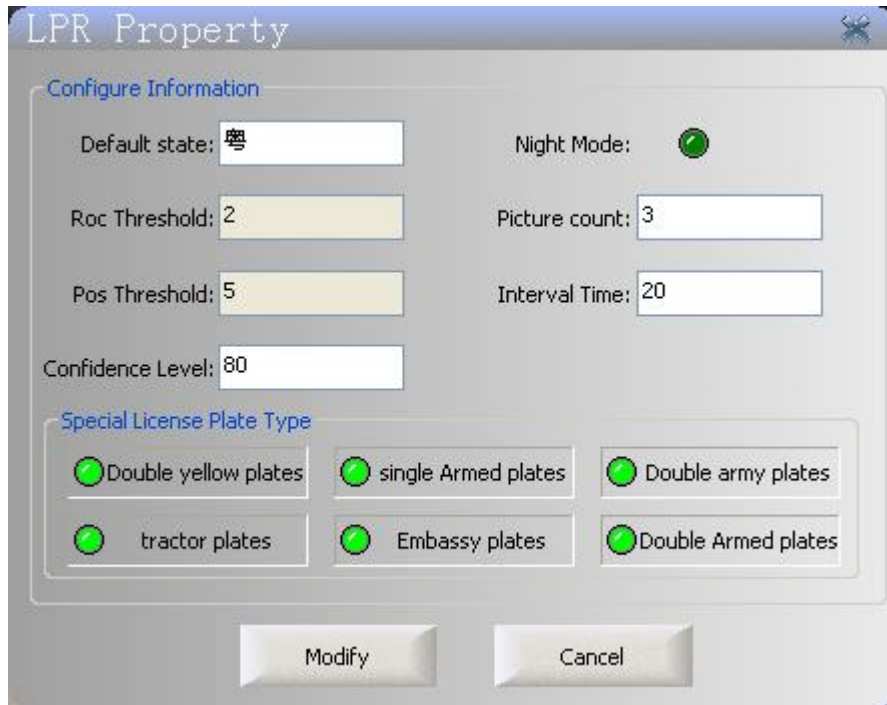 LPR Property
Configure Information
Default state: 粤
Night Mode:
Roc Threshold: 2
Picture count: 3
Pos Threshold: 5
Interval Time: 20
Confidence Level: 80
Special License Plate Type
Double yellow plates
single Armed plates
Double army plates
tractor plates
Embassy plates
Double Armed plates
Modify
Cancel